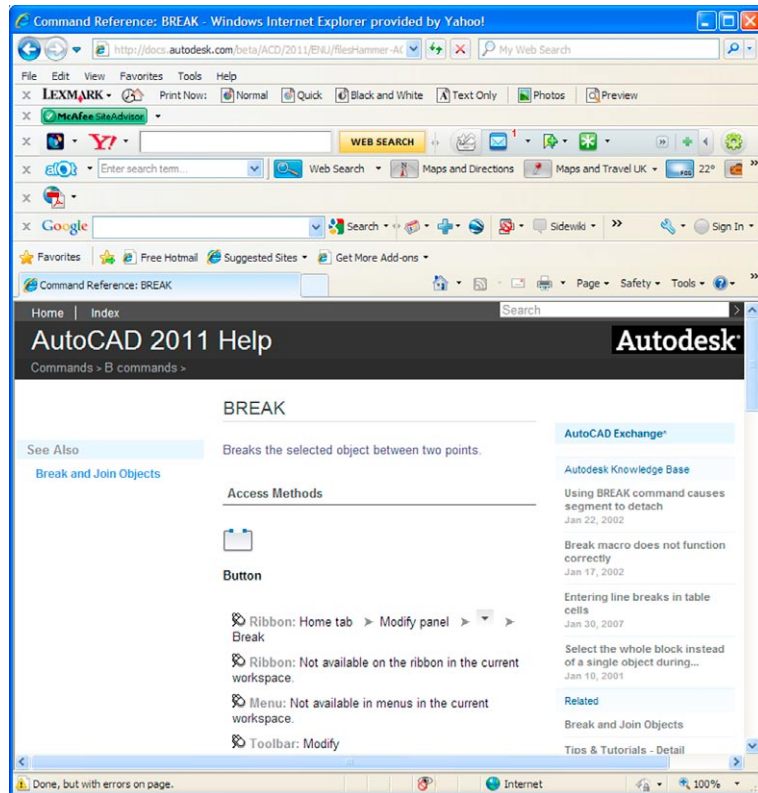 Command Reference: BREAK - Windows Internet Explorer provided by Yahoo!
http://docs.autodesk.com/beta/ACD/2011/ENU/filesHammer-A My Web Search
File Edit View Favorites Tools Help
LEXMARK Print Now: Normal Quick Black and White Text Only Photos Preview
McAfee SiteAdvisor
Y! WEB SEARCH 1
Enter search term... Web Search Maps and Directions Maps and Travel UK 22°
Google Search Sidewiki Sign In
Favorites Free Hotmail Suggested Sites Get More Add-ons
Command Reference: BREAK Page Safety Tools
Home | Index Search
AutoCAD 2011 Help Autodesk
Commands > B commands >
See Also
Break and Join Objects
BREAK
Breaks the selected object between two points.
Access Methods
Button
Ribbon: Home tab ➤ Modify panel ➤ ➤
Break
Ribbon: Not available on the ribbon in the current
workspace.
Menu: Not available in menus in the current
workspace.
Toolbar: Modify
AutoCAD Exchange
Autodesk Knowledge Base
Using BREAK command causes
segment to detach
Jan 22, 2002
Break macro does not function
correctly
Jan 17, 2002
Entering line breaks in table
cells
Jan 30, 2007
Select the whole block instead
of a single object during...
Jan 10, 2001
Related
Break and Join Objects
Tips & Tutorials - Detail
Done, but with errors on page. Internet 100%